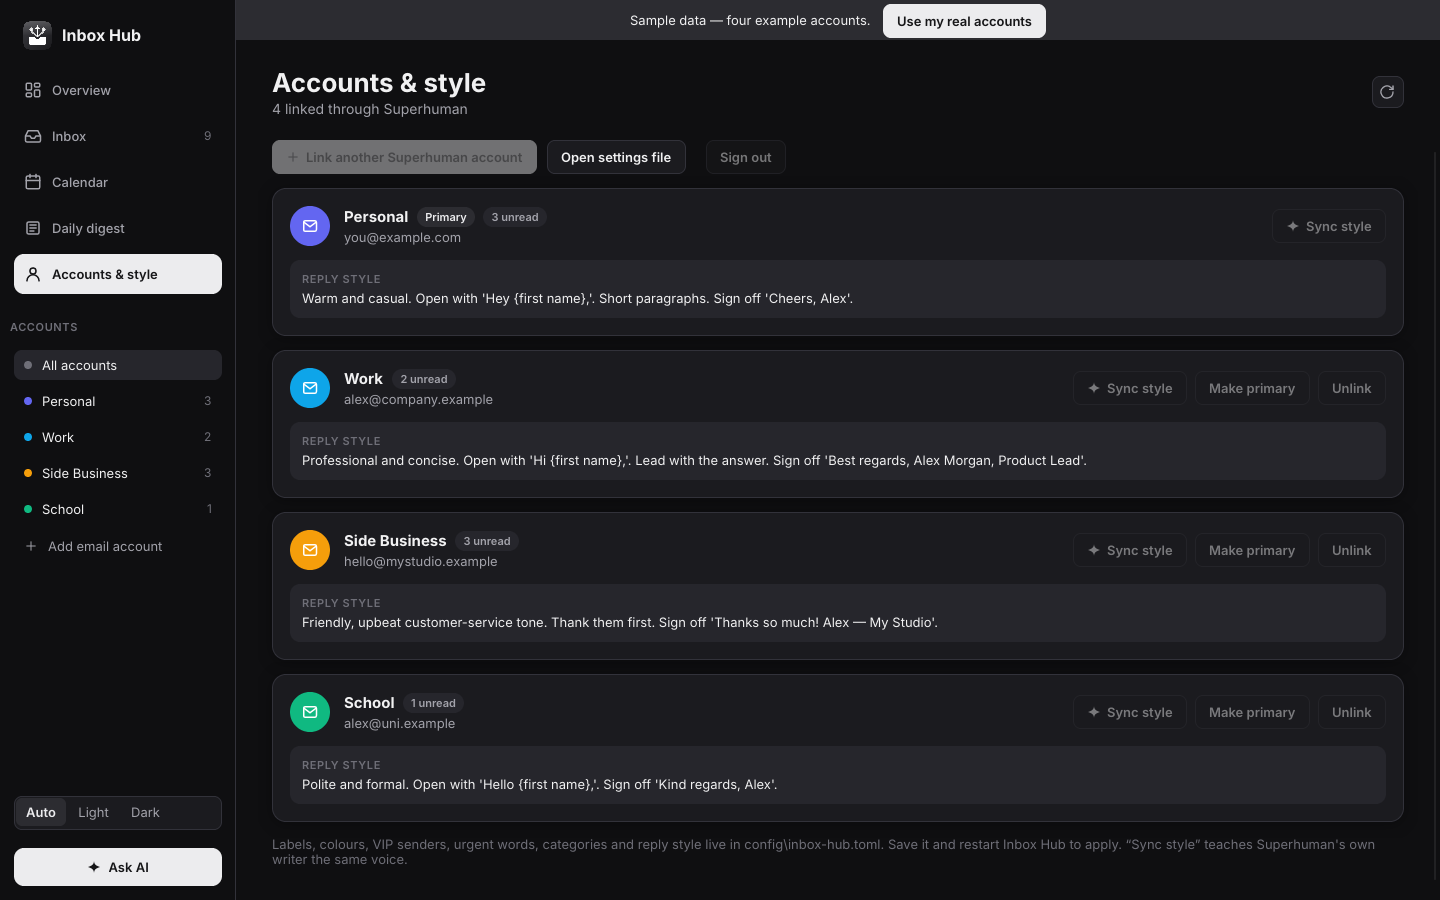 Inbox Hub
Overview
Inbox 9
Calendar
Daily digest
Accounts & style
ACCOUNTS
All accounts
Personal 3
Work 2
Side Business 3
School 1
Add email account
Auto Light Dark
Ask AI
Sample data — four example accounts. Use my real accounts
Accounts & style
4 linked through Superhuman
Link another Superhuman account Open settings file Sign out
Personal Primary 3 unread
you@example.com
Sync style
REPLY STYLE
Warm and casual. Open with 'Hey {first name},'. Short paragraphs. Sign off 'Cheers, Alex'.
Work 2 unread
alex@company.example
Sync style Make primary Unlink
REPLY STYLE
Professional and concise. Open with 'Hi {first name},'. Lead with the answer. Sign off 'Best regards, Alex Morgan, Product Lead'.
Side Business 3 unread
hello@mystudio.example
Sync style Make primary Unlink
REPLY STYLE
Friendly, upbeat customer-service tone. Thank them first. Sign off 'Thanks so much! Alex — My Studio'.
School 1 unread
alex@uni.example
Sync style Make primary Unlink
REPLY STYLE
Polite and formal. Open with 'Hello {first name},'. Sign off 'Kind regards, Alex'.
Labels, colours, VIP senders, urgent words, categories and reply style live in config\inbox-hub.toml. Save it and restart Inbox Hub to apply. “Sync style” teaches Superhuman's own
writer the same voice.